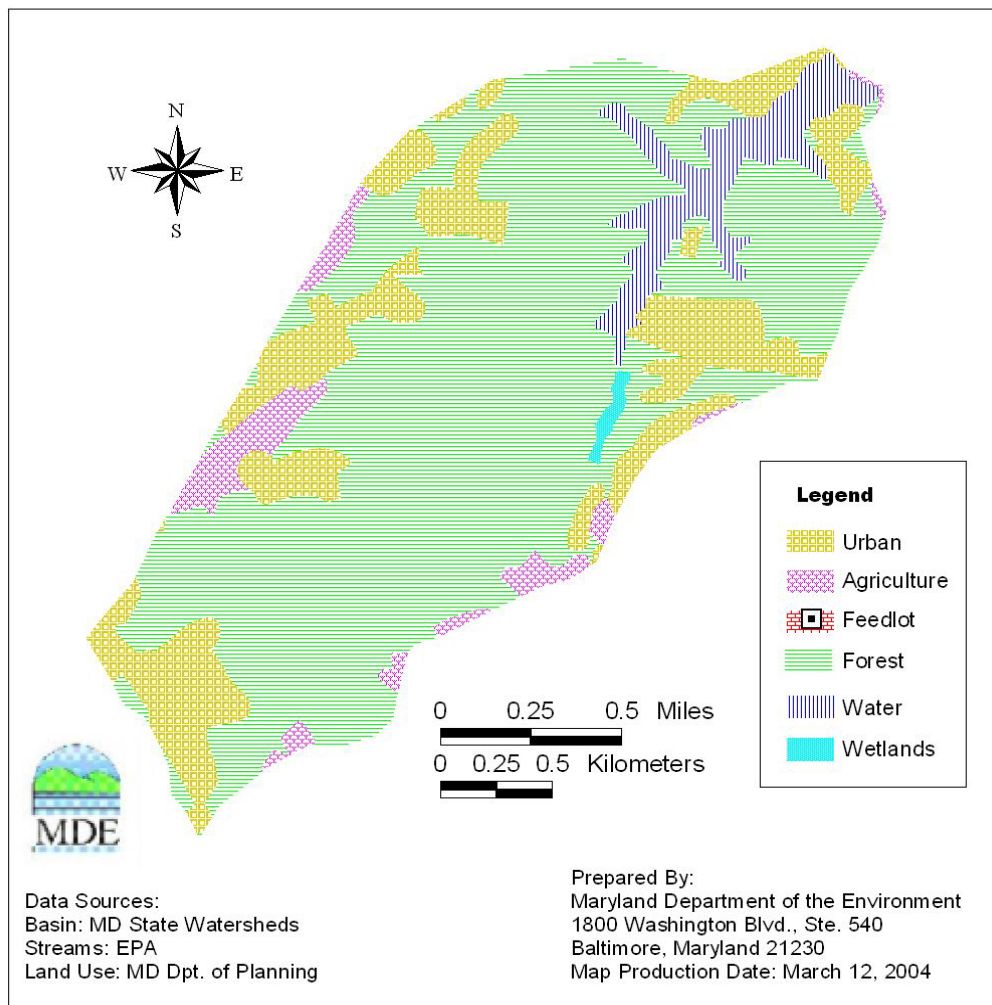 N
W E
S
Legend
Urban
Agriculture
Feedlot
Forest
Water
Wetlands
0 0.25 0.5 Miles
0 0.25 0.5 Kilometers
MDE
Data Sources:
Basin: MD State Watersheds
Streams: EPA
Land Use: MD Dpt. of Planning
Prepared By:
Maryland Department of the Environment
1800 Washington Blvd., Ste. 540
Baltimore, Maryland 21230
Map Production Date: March 12, 2004